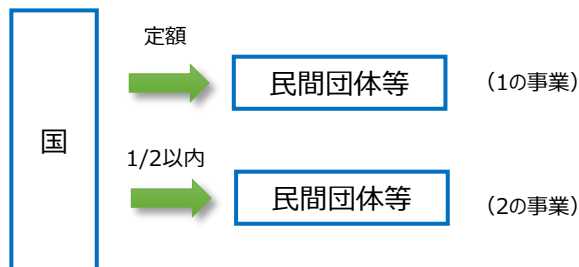 国
定額
民間団体等
（1の事業）
1/2以内
民間団体等
（2の事業）